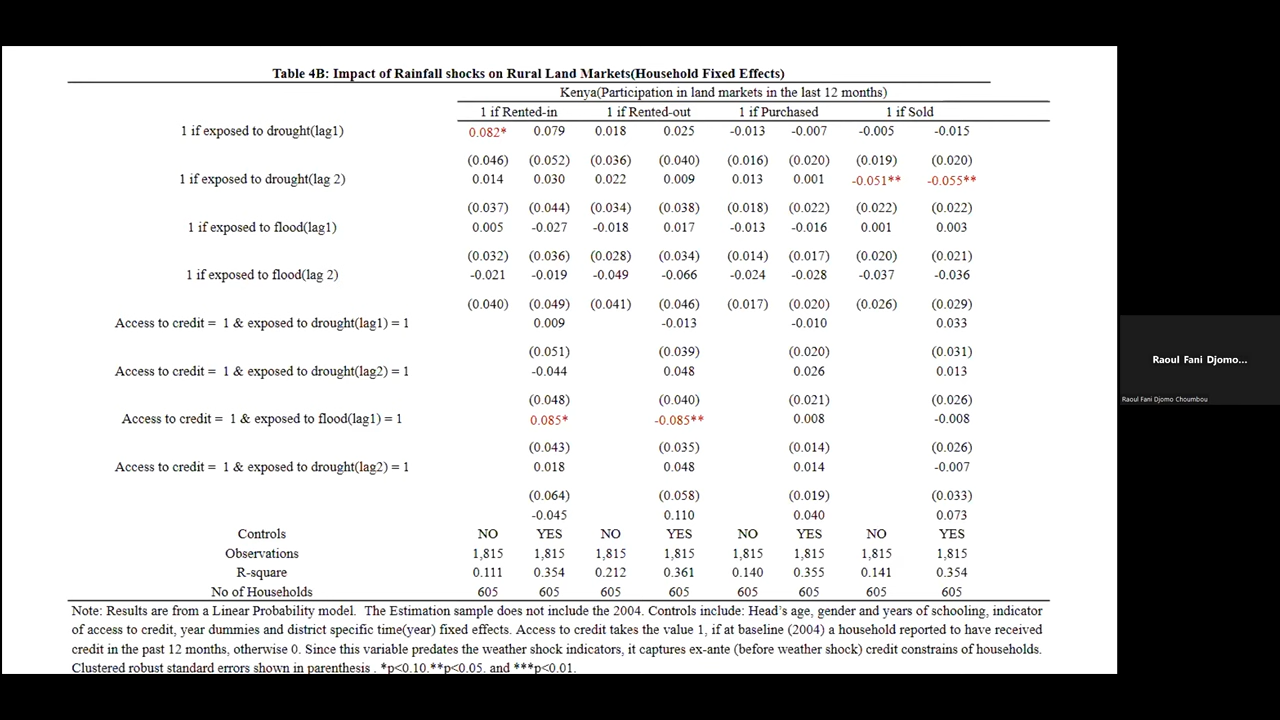 Table 4B: Impact of Rainfall shocks on Rural Land Markets(Household Fixed Effects)
Kenya(Participation in land markets in the last 12 months)
1 if Rented-in 1 if Rented-out 1 if Purchased 1 if Sold
1 if exposed to drought(lag1) 0.082* 0.079 0.018 0.025 -0.013 -0.007 -0.005 -0.015
(0.046) (0.052) (0.036) (0.040) (0.016) (0.020) (0.019) (0.020)
1 if exposed to drought(lag 2) 0.014 0.030 0.022 0.009 0.013 0.001 -0.051** -0.055**
(0.037) (0.044) (0.034) (0.038) (0.018) (0.022) (0.022) (0.022)
1 if exposed to flood(lag1) 0.005 -0.027 -0.018 0.017 -0.013 -0.016 0.001 0.003
(0.032) (0.036) (0.028) (0.034) (0.014) (0.017) (0.020) (0.021)
1 if exposed to flood(lag 2) -0.021 -0.019 -0.049 -0.066 -0.024 -0.028 -0.037 -0.036
(0.040) (0.049) (0.041) (0.046) (0.017) (0.020) (0.026) (0.029)
Access to credit = 1 & exposed to drought(lag1) = 1 0.009 -0.013 -0.010 0.033
(0.051) (0.039) (0.020) (0.031)
Access to credit = 1 & exposed to drought(lag2) = 1 -0.044 0.048 0.026 0.013
(0.048) (0.040) (0.021) (0.026)
Access to credit = 1 & exposed to flood(lag1) = 1 0.085* -0.085** 0.008 -0.008
(0.043) (0.035) (0.014) (0.026)
Access to credit = 1 & exposed to drought(lag2) = 1 0.018 0.048 0.014 -0.007
(0.064) (0.058) (0.019) (0.033)
-0.045 0.110 0.040 0.073
Controls NO YES NO YES NO YES NO YES
Observations 1,815 1,815 1,815 1,815 1,815 1,815 1,815 1,815
R-square 0.111 0.354 0.212 0.361 0.140 0.355 0.141 0.354
No of Households 605 605 605 605 605 605 605 605
Note: Results are from a Linear Probability model. The Estimation sample does not include the 2004. Controls include: Head's age, gender and years of schooling, indicator
of access to credit, year dummies and district specific time(year) fixed effects. Access to credit takes the value 1, if at baseline (2004) a household reported to have received
credit in the past 12 months, otherwise 0. Since this variable predates the weather shock indicators, it captures ex-ante (before weather shock) credit constrains of households.
Clustered robust standard errors shown in parenthesis . *p<0.10.**p<0.05. and ***p<0.01.
Raoul Fani Djomo...
Raoul Fani Djomo Choumbou